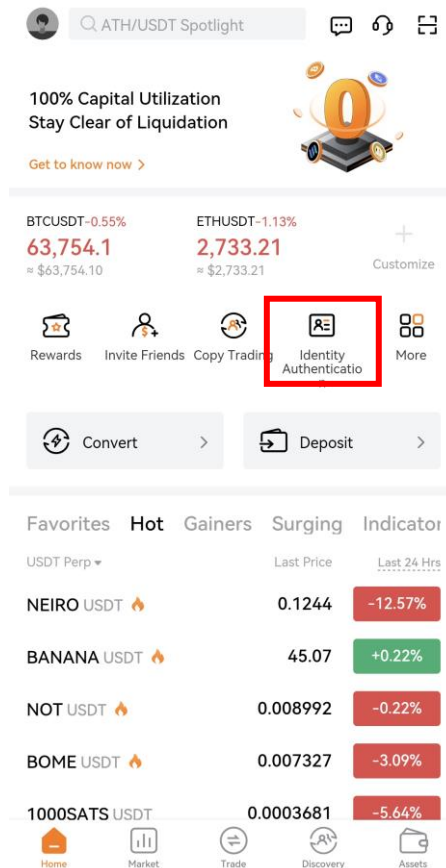 ATH/USDT Spotlight
100% Capital Utilization
Stay Clear of Liquidation
Get to know now >
BTCUSDT-0.55%
ETHUSDT-1.13%
63,754.1
2,733.21
≈ $63,754.10
≈ $2,733.21
Customize
Rewards
Invite Friends
Copy Trading
Identity
Authenticatio
More
Convert >
Deposit >
Favorites Hot Gainers Surging Indicator
USDT Perp Last Price Last 24 Hrs
NEIRO USDT 0.1244 -12.57%
BANANA USDT 45.07 +0.22%
NOT USDT 0.008992 -0.22%
BOME USDT 0.007327 -3.09%
1000SATS USDT 0.0003681 -5.64%
Home Market Trade Discovery Assets